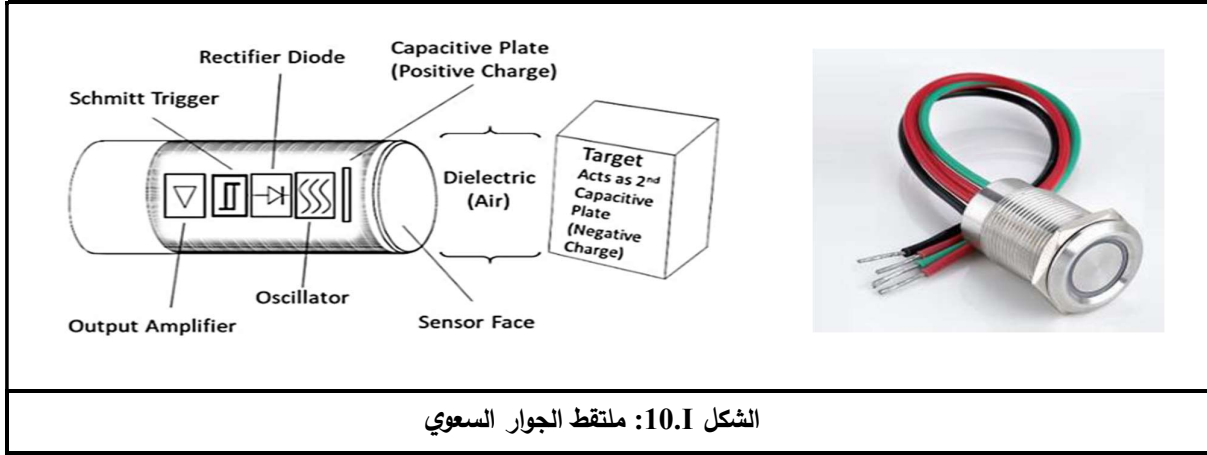 Capacitive Plate
(Positive Charge)
Rectifier Diode
Schmitt Trigger
Dielectric
(Air)
Target
Acts as 2nd
Capacitive
Plate
(Negative
Charge)
Oscillator
Output Amplifier
Sensor Face
الشكل 10.I: ملتقط الجوار السعوي